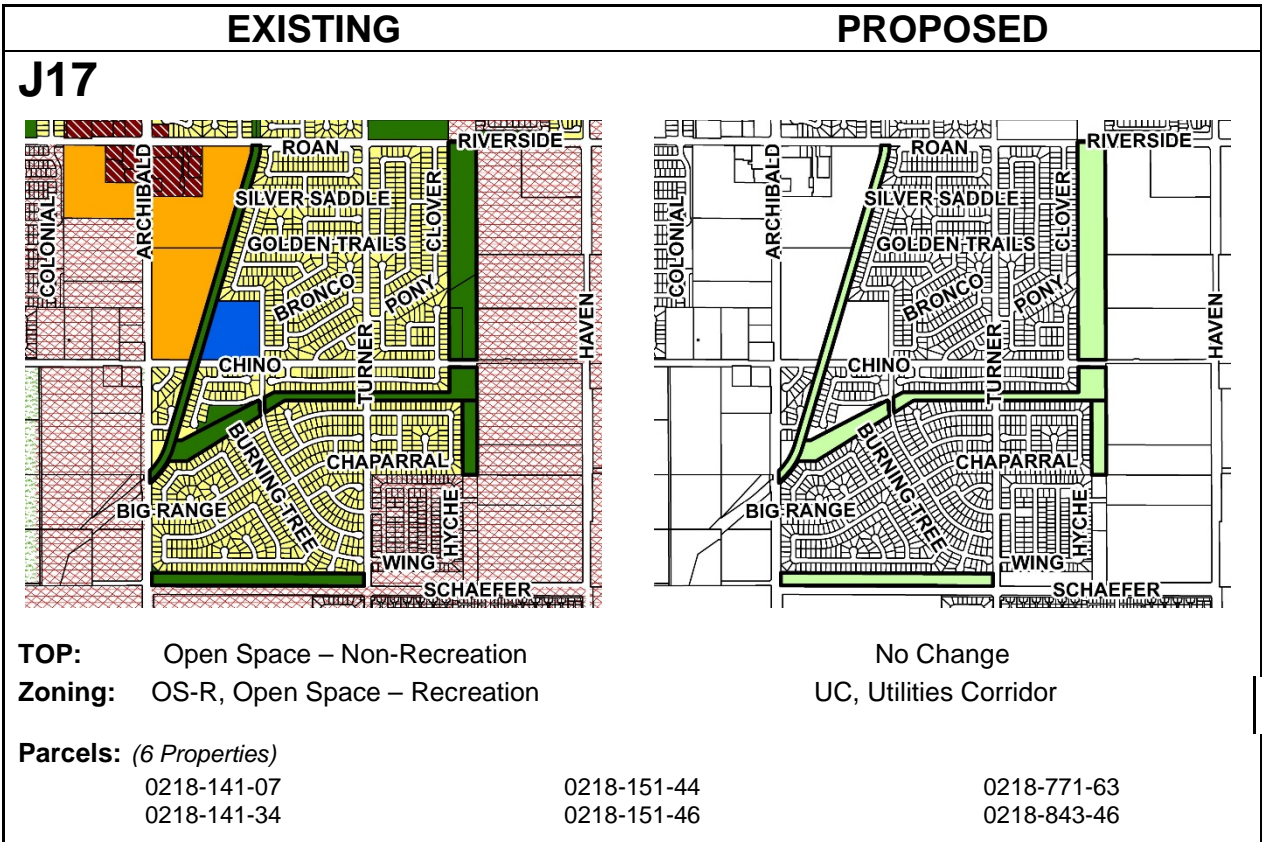 EXISTING PROPOSED
J17
ROAN
RIVERSIDE
ARCHIBALD
COLONIAL
SILVER SADDLE
CLOVER
GOLDEN TRAILS
BRONCO
PONY
HAVEN
TURNER
CHINO
BURNING TREE
CHAPARRAL
BIG RANGE
HYCHE
WING
SCHAEFER
ROAN
RIVERSIDE
ARCHIBALD
COLONIAL
SILVER SADDLE
CLOVER
GOLDEN TRAILS
BRONCO
PONY
HAVEN
TURNER
CHINO
BURNING TREE
CHAPARRAL
BIG RANGE
HYCHE
WING
SCHAEFER
TOP: Open Space – Non-Recreation No Change
Zoning: OS-R, Open Space – Recreation UC, Utilities Corridor
Parcels: (6 Properties)
0218-141-07 0218-151-44 0218-771-63
0218-141-34 0218-151-46 0218-843-46